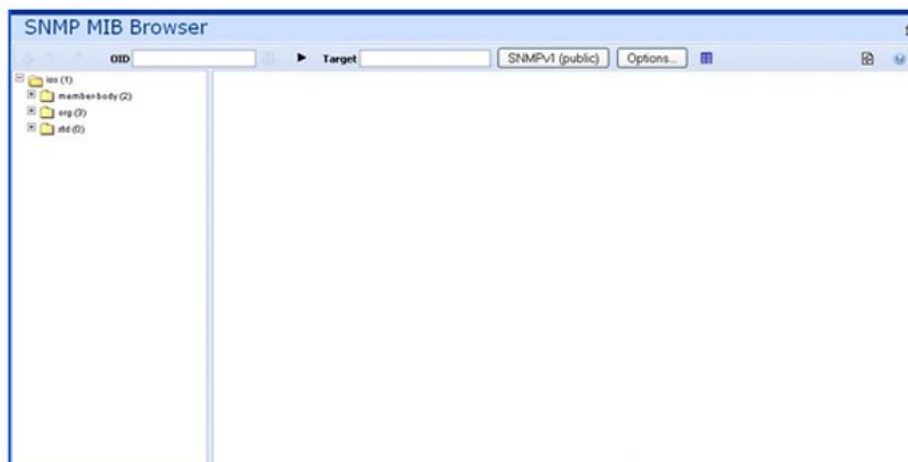 SNMP MIB Browser
OID Target SNMPv1 (public) Options...
iso (1)
member-body (2)
org (3)
std (0)